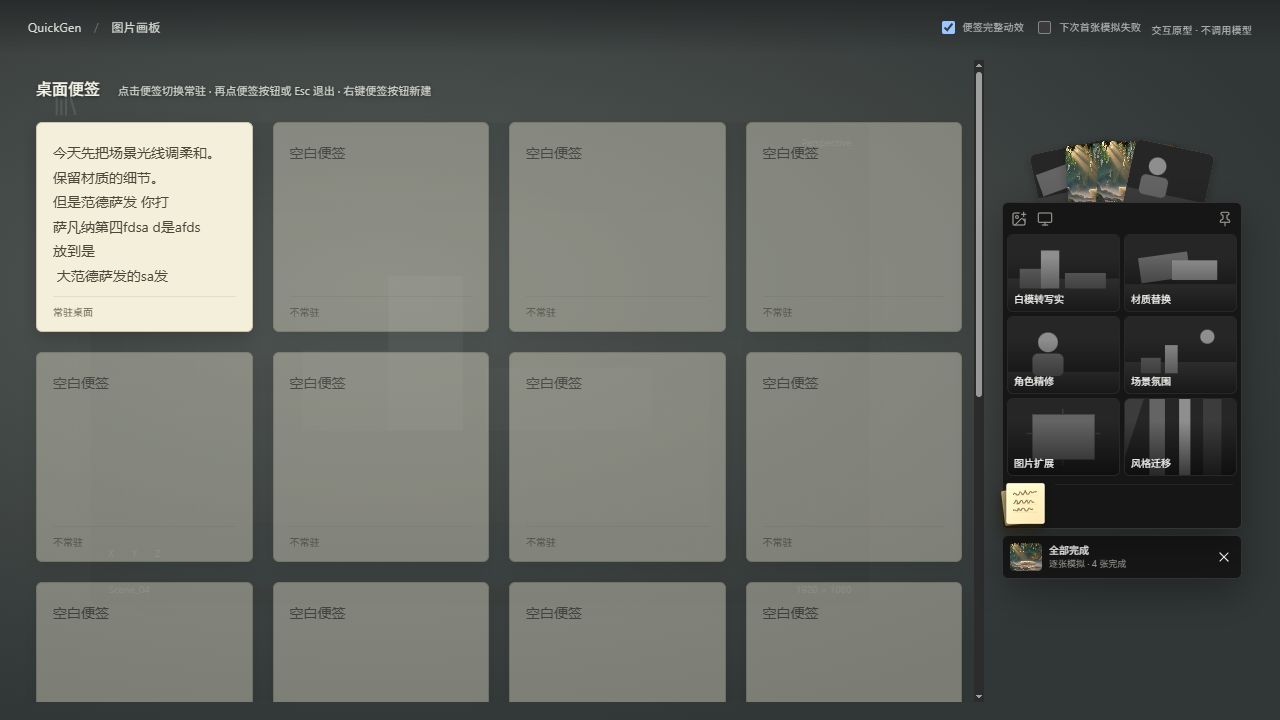 QuickGen / 图片画板
便签完整动效
下次首张模拟失败
交互原型 · 不调用模型
桌面便签
点击便签切换常驻 · 再点便签按钮或 Esc 退出 · 右键便签按钮新建
今天先把场景光线调柔和。
保留材质的细节。
但是范德萨发 你打
萨凡纳第四fdsa d是afds
放到是
大范德萨发的sa发
常驻桌面
空白便签
不常驻
空白便签
不常驻
空白便签
不常驻
空白便签
不常驻
空白便签
不常驻
空白便签
不常驻
空白便签
不常驻
X Y Z
Scene_04
1920 × 1080
空白便签
空白便签
空白便签
空白便签
白模转写实
材质替换
角色精修
场景氛围
图片扩展
风格迁移
全部完成
逐张模拟 · 4 张完成